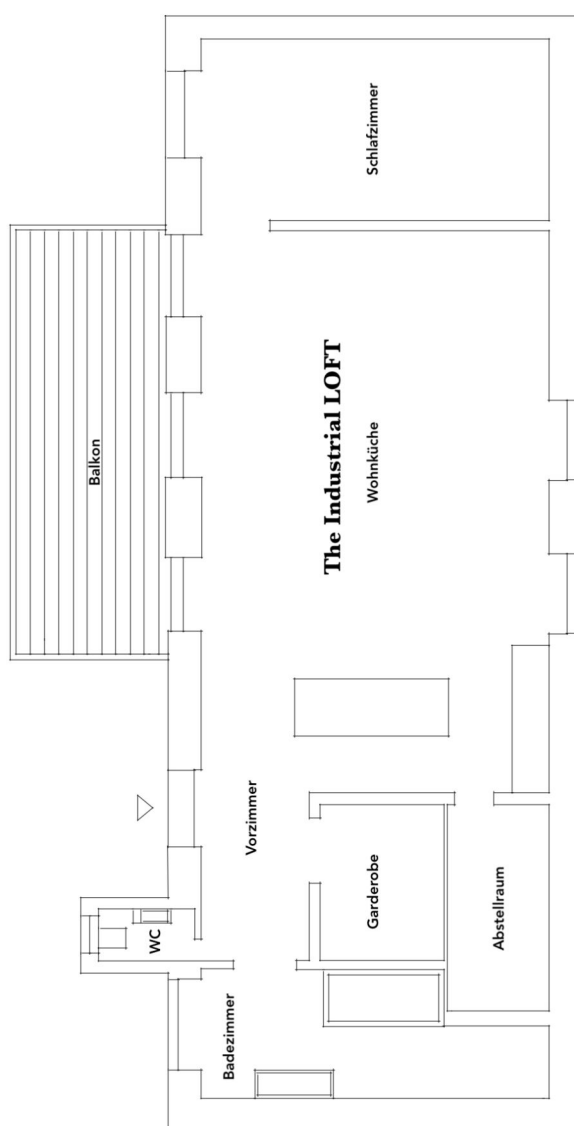 Balkon
The Industrial LOFT
Schlafzimmer
Wohnküche
Vorzimmer
WC
Garderobe
Abstellraum
Badezimmer